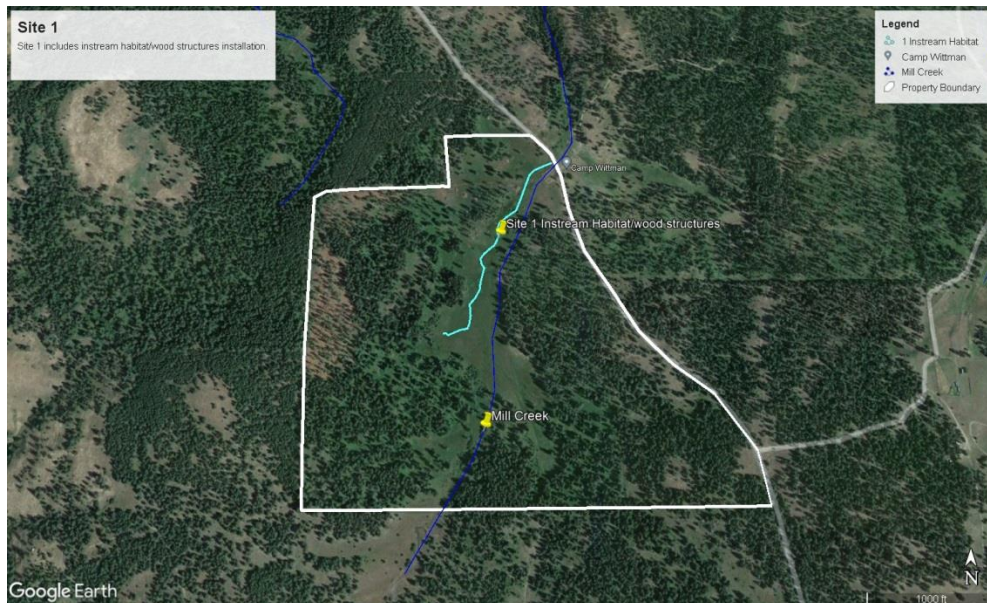 Site 1
Site 1 includes instream habitat/wood structures installation
Legend
1 Instream Habitat
Camp Wittman
Mill Creek
Property Boundary
Camp Wittman
Site 1 Instream Habitat/wood structures
Mill Creek
Google Earth
N
1000 ft